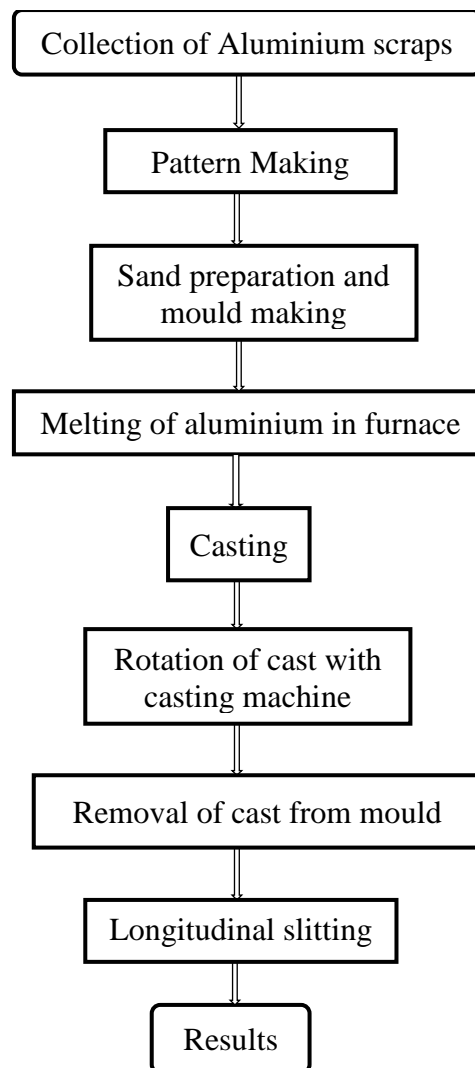 Collection of Aluminium scraps
Pattern Making
Sand preparation and
mould making
Melting of aluminium in furnace
Casting
Rotation of cast with
casting machine
Removal of cast from mould
Longitudinal slitting
Results